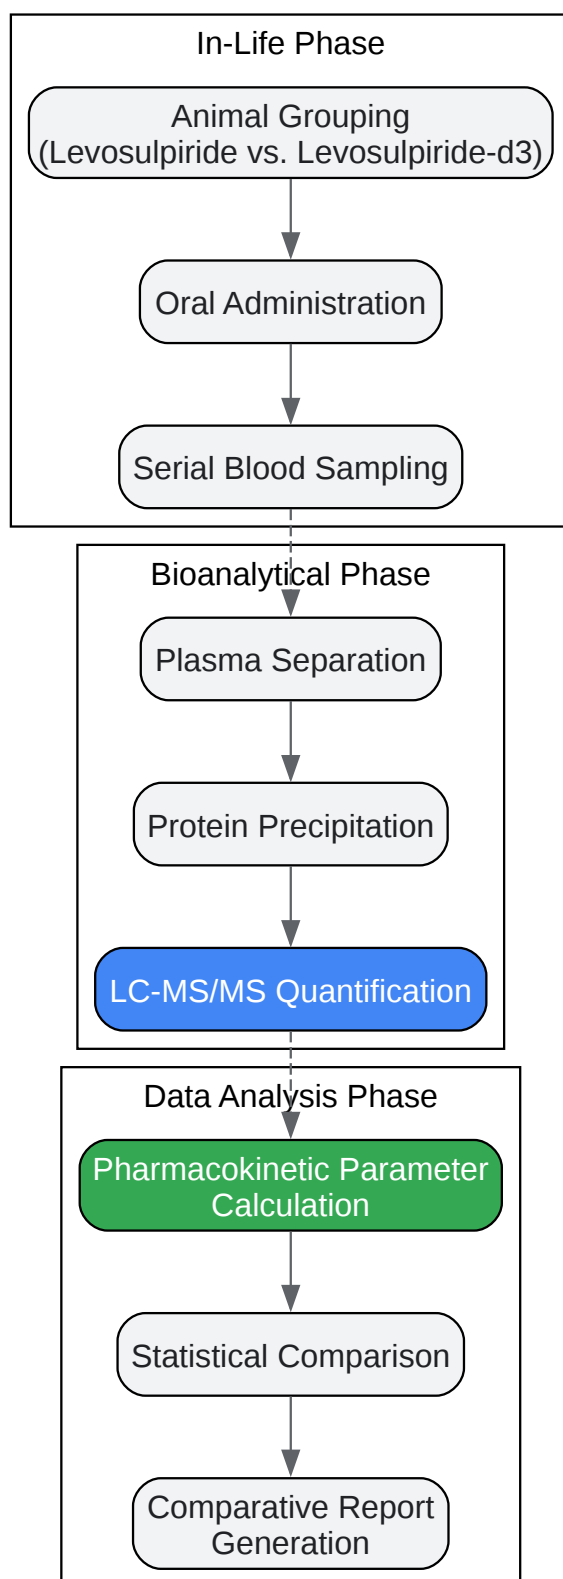 In-Life Phase
Animal Grouping
(Levosulpiride vs. Levosulpiride-d3)
Oral Administration
Serial Blood Sampling
Bioanalytical Phase
Plasma Separation
Protein Precipitation
LC-MS/MS Quantification
Data Analysis Phase
Pharmacokinetic Parameter
Calculation
Statistical Comparison
Comparative Report
Generation